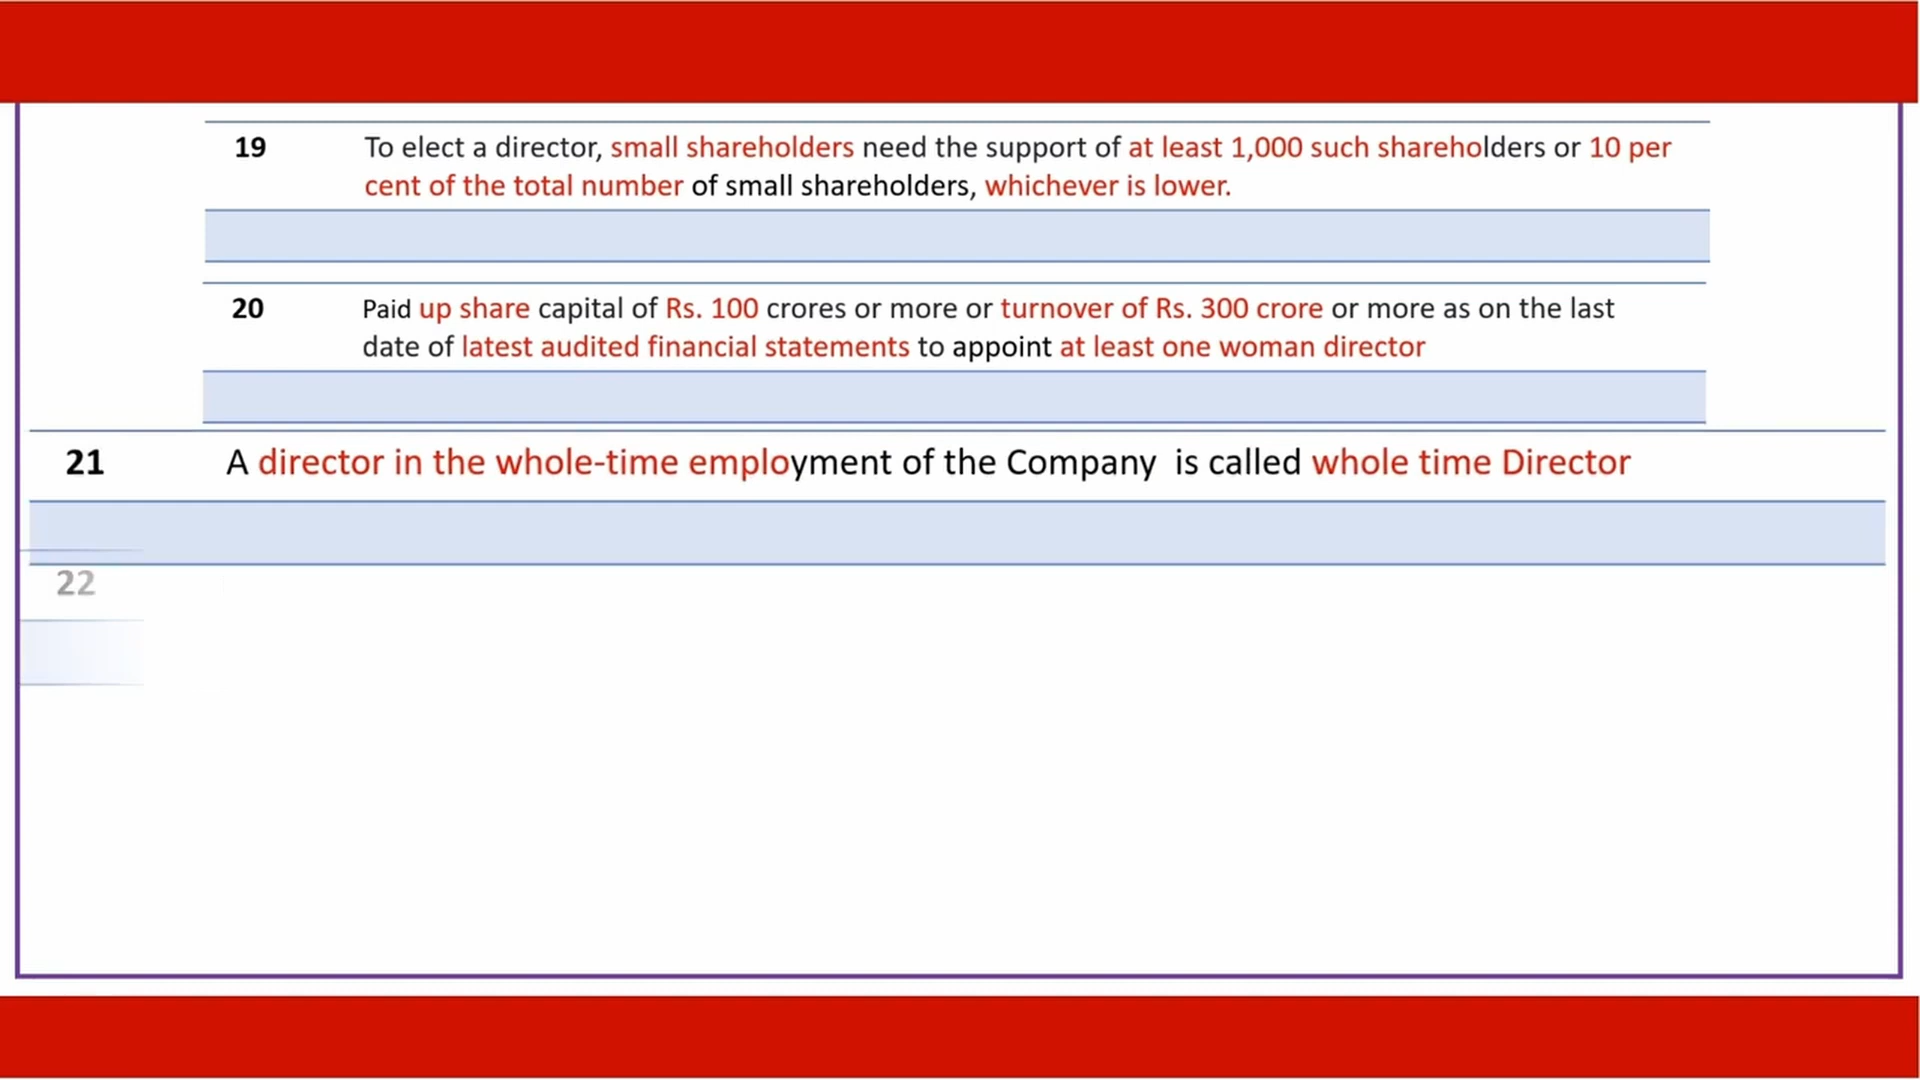 19 To elect a director, small shareholders need the support of at least 1,000 such shareholders or 10 per
cent of the total number of small shareholders, whichever is lower.
20 Paid up share capital of Rs. 100 crores or more or turnover of Rs. 300 crore or more as on the last
date of latest audited financial statements to appoint at least one woman director
21 A director in the whole-time employment of the Company is called whole time Director
22